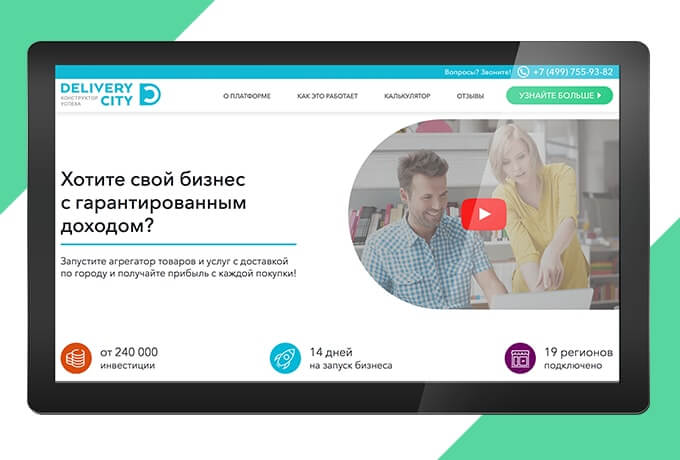 Вопросы? Звоните! +7 (499) 755-93-82
DELIVERY
CITY
КОНСТРУКТОР
УСПЕХА
О ПЛАТФОРМЕ КАК ЭТО РАБОТАЕТ КАЛЬКУЛЯТОР ОТЗЫВЫ УЗНАЙТЕ БОЛЬШЕ
Хотите свой бизнес
с гарантированным
доходом?
Запустите агрегатор товаров и услуг с доставкой
по городу и получайте прибыль с каждой покупки!
от 240 000
инвестиции
14 дней
на запуск бизнеса
19 регионов
подключено